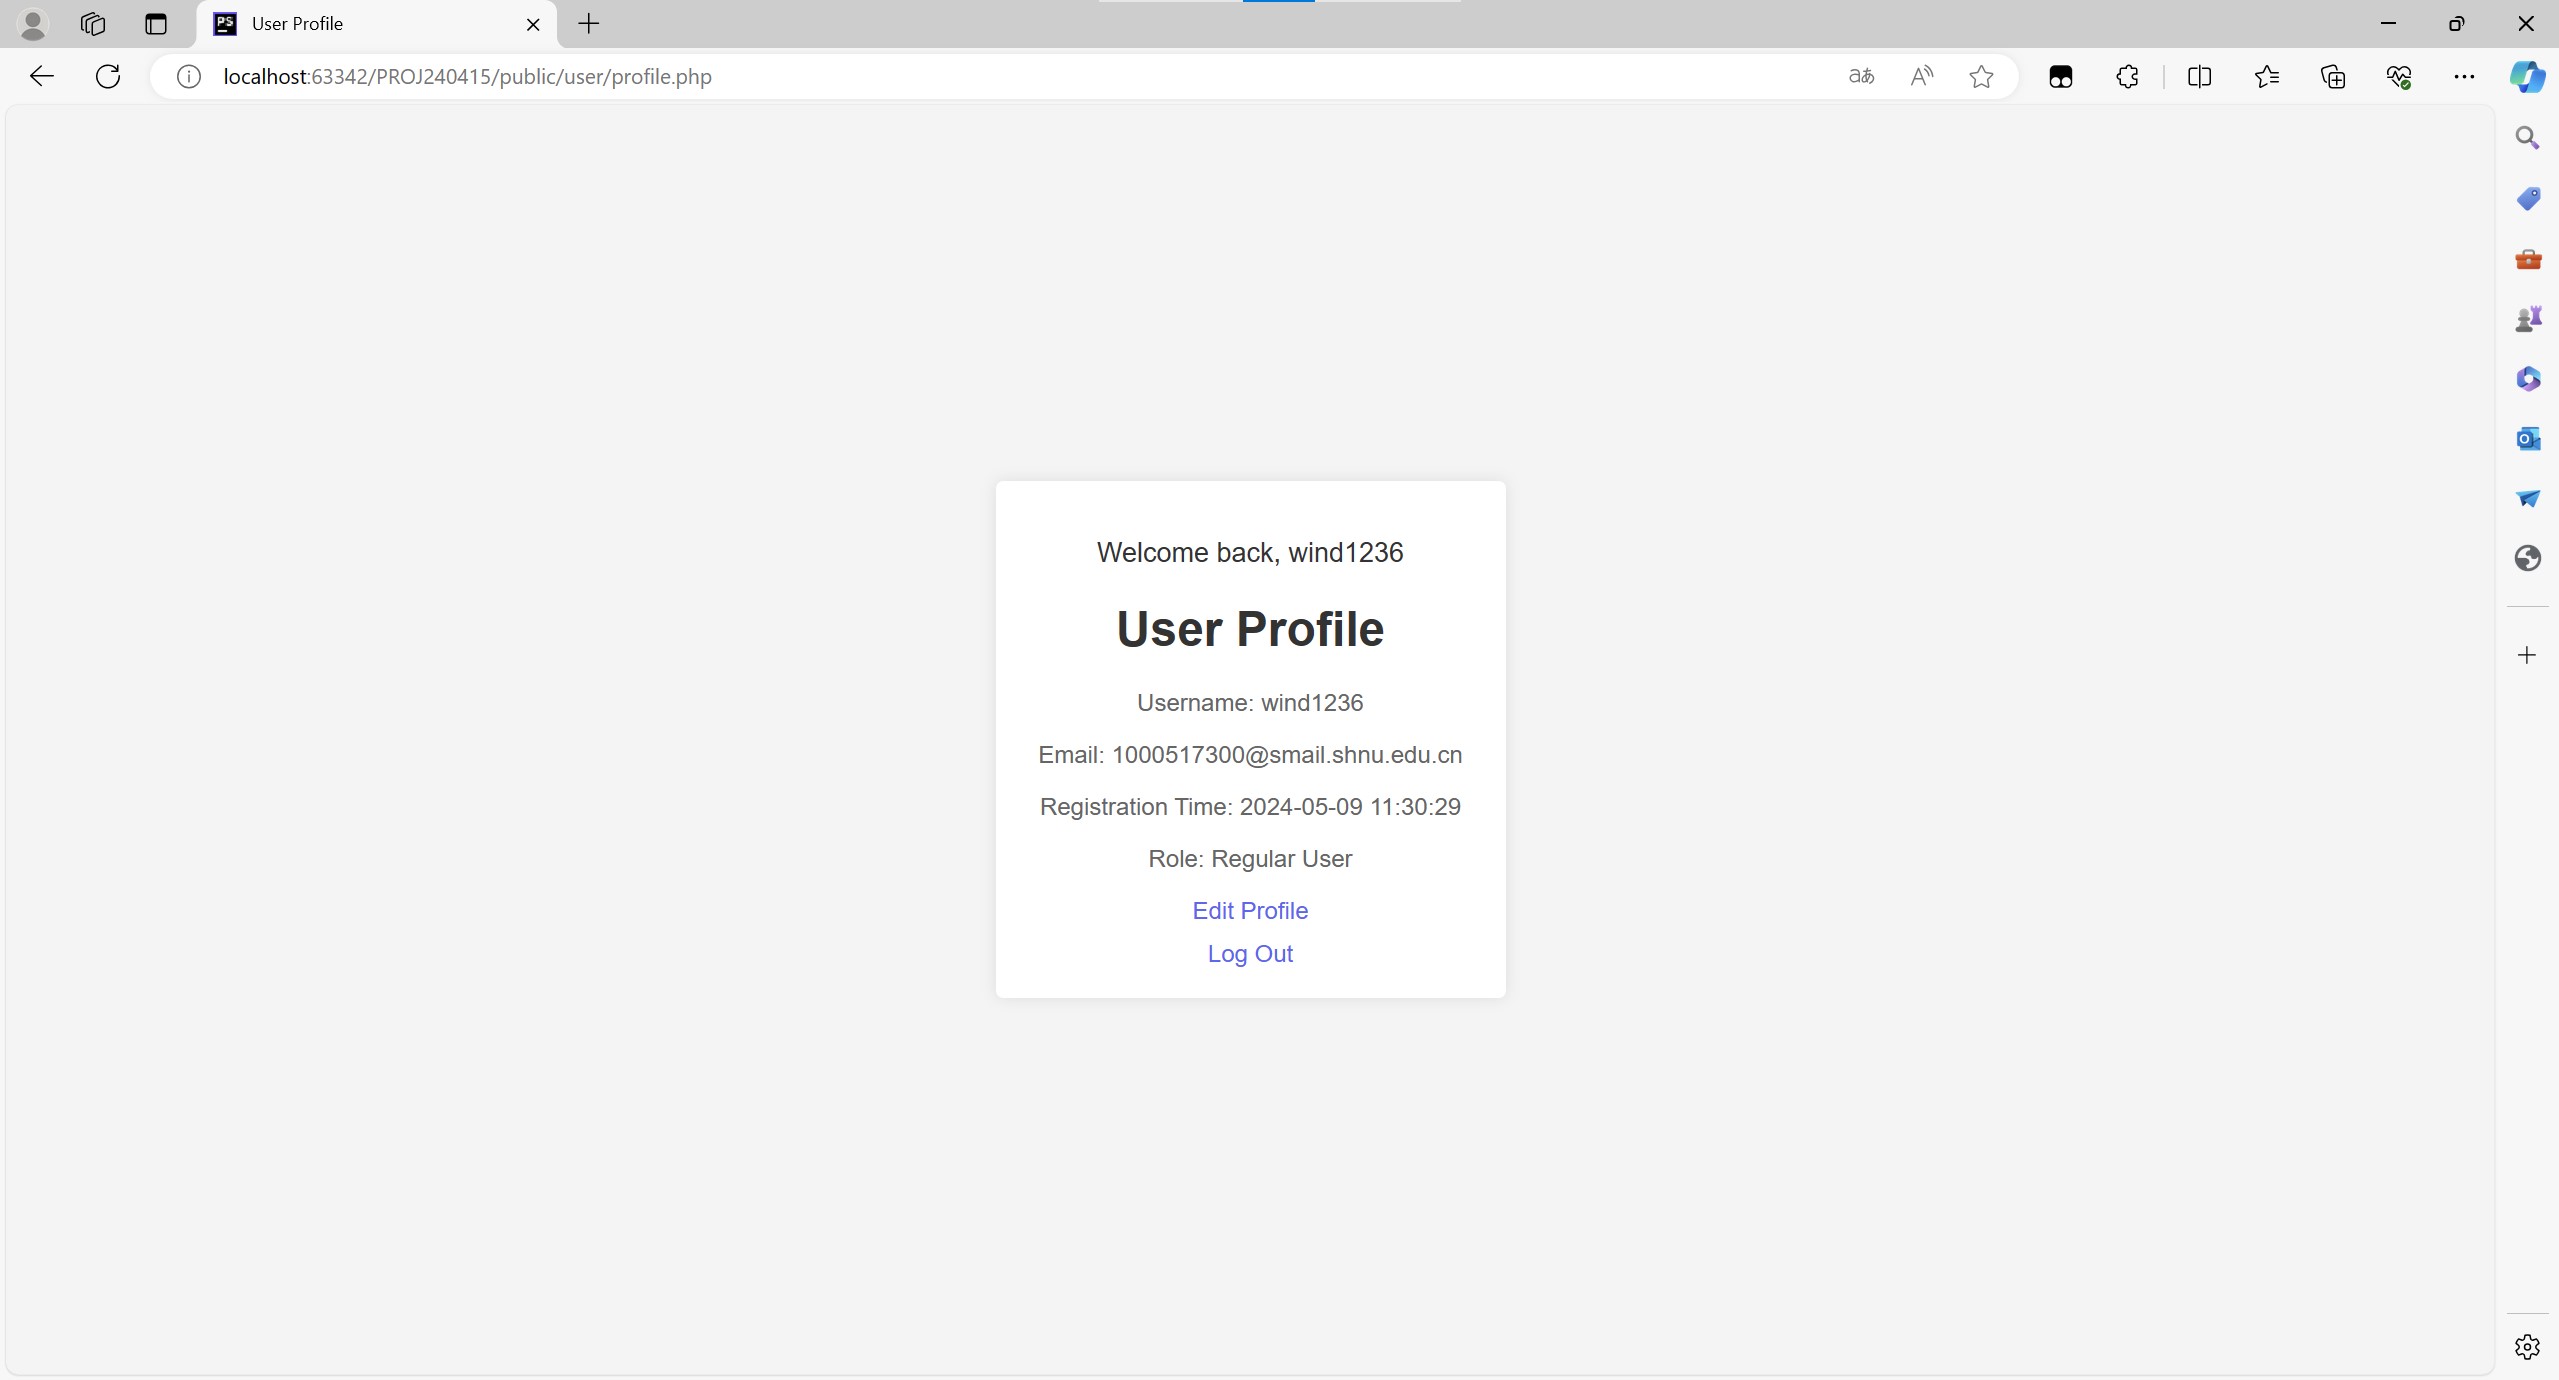 User Profile
localhost:63342/PROJ240415/public/user/profile.php
Welcome back, wind1236
User Profile
Username: wind1236
Email: 1000517300@smail.shnu.edu.cn
Registration Time: 2024-05-09 11:30:29
Role: Regular User
Edit Profile
Log Out